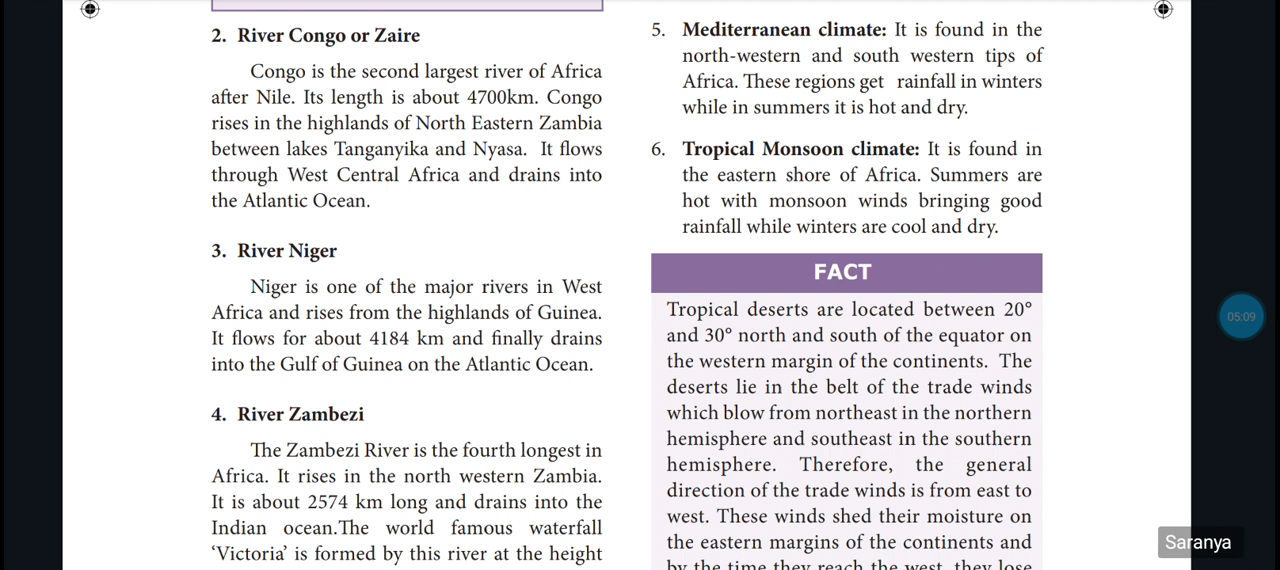 2. River Congo or Zaire
Congo is the second largest river of Africa
after Nile. Its length is about 4700km. Congo
rises in the highlands of North Eastern Zambia
between lakes Tanganyika and Nyasa. It flows
through West Central Africa and drains into
the Atlantic Ocean.
3. River Niger
Niger is one of the major rivers in West
Africa and rises from the highlands of Guinea.
It flows for about 4184 km and finally drains
into the Gulf of Guinea on the Atlantic Ocean.
4. River Zambezi
The Zambezi River is the fourth longest in
Africa. It rises in the north western Zambia.
It is about 2574 km long and drains into the
Indian ocean.The world famous waterfall
‘Victoria’ is formed by this river at the height
5. Mediterranean climate: It is found in the
north-western and south western tips of
Africa. These regions get rainfall in winters
while in summers it is hot and dry.
6. Tropical Monsoon climate: It is found in
the eastern shore of Africa. Summers are
hot with monsoon winds bringing good
rainfall while winters are cool and dry.
FACT
Tropical deserts are located between 20°
and 30° north and south of the equator on
the western margin of the continents. The
deserts lie in the belt of the trade winds
which blow from northeast in the northern
hemisphere and southeast in the southern
hemisphere. Therefore, the general
direction of the trade winds is from east to
west. These winds shed their moisture on
the eastern margins of the continents and
by the time they reach the west, they lose
05:09
Saranya